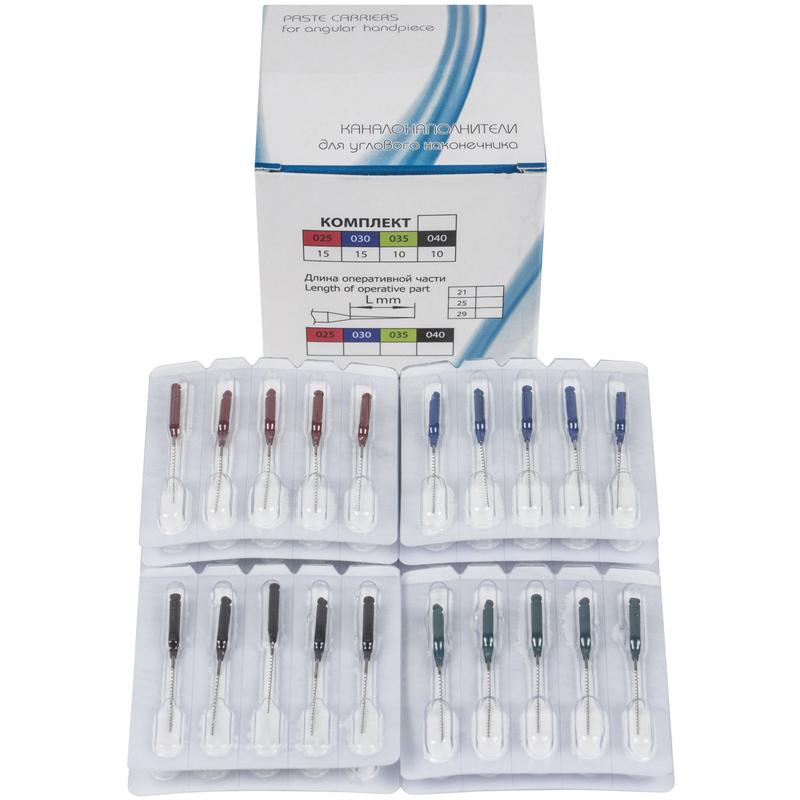 PASTE CARRIERS
for angular handpiece
КАНАЛОНАПОЛНИТЕЛИ
для углового наконечника
КОМПЛЕКТ
025 030 035 040
15 15 10 10
Длина оперативной части
Length of operative part
L mm
21
25
29
025 030 035 040